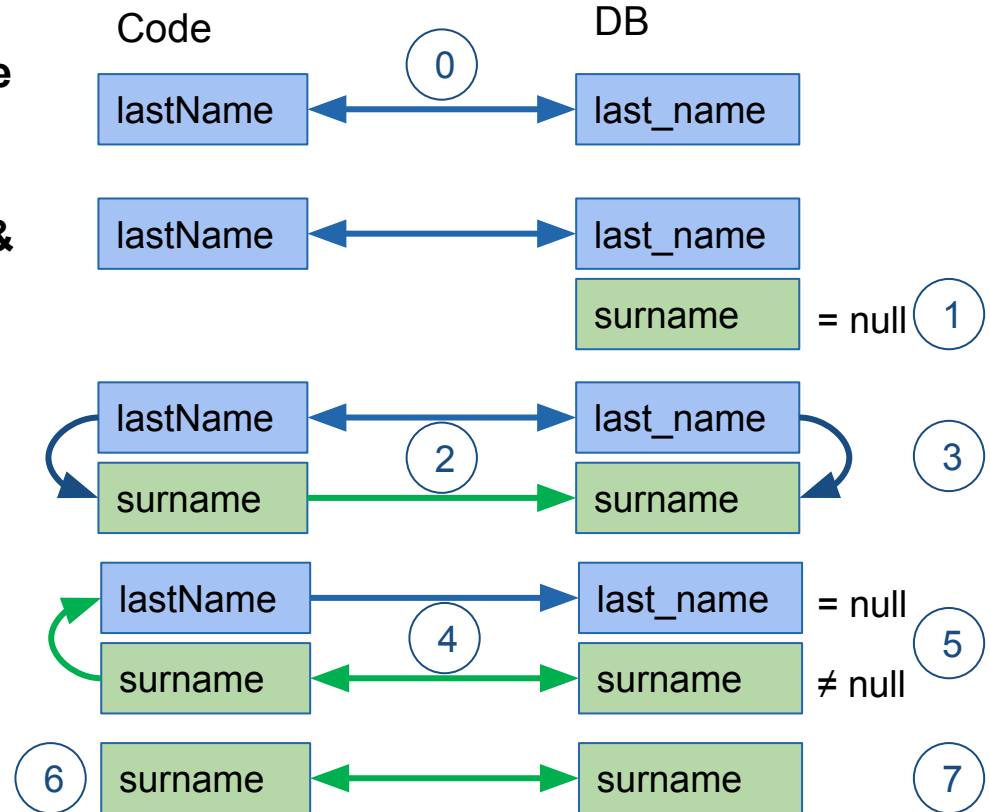 Code
DB
e
0
lastName
last_name
&
lastName
last_name
surname
= null
1
lastName
last_name
2
3
surname
surname
lastName
last_name
= null
4
5
surname
surname
≠ null
6
surname
surname
7